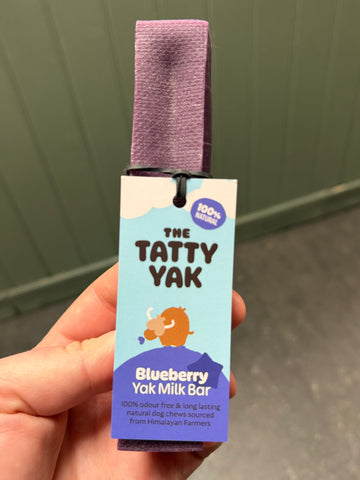 100%
NATURAL
THE
TATTY
YAK
Blueberry
Yak Milk Bar
100% odour free & long lasting
natural dog chews sourced
from Himalayan Farmers